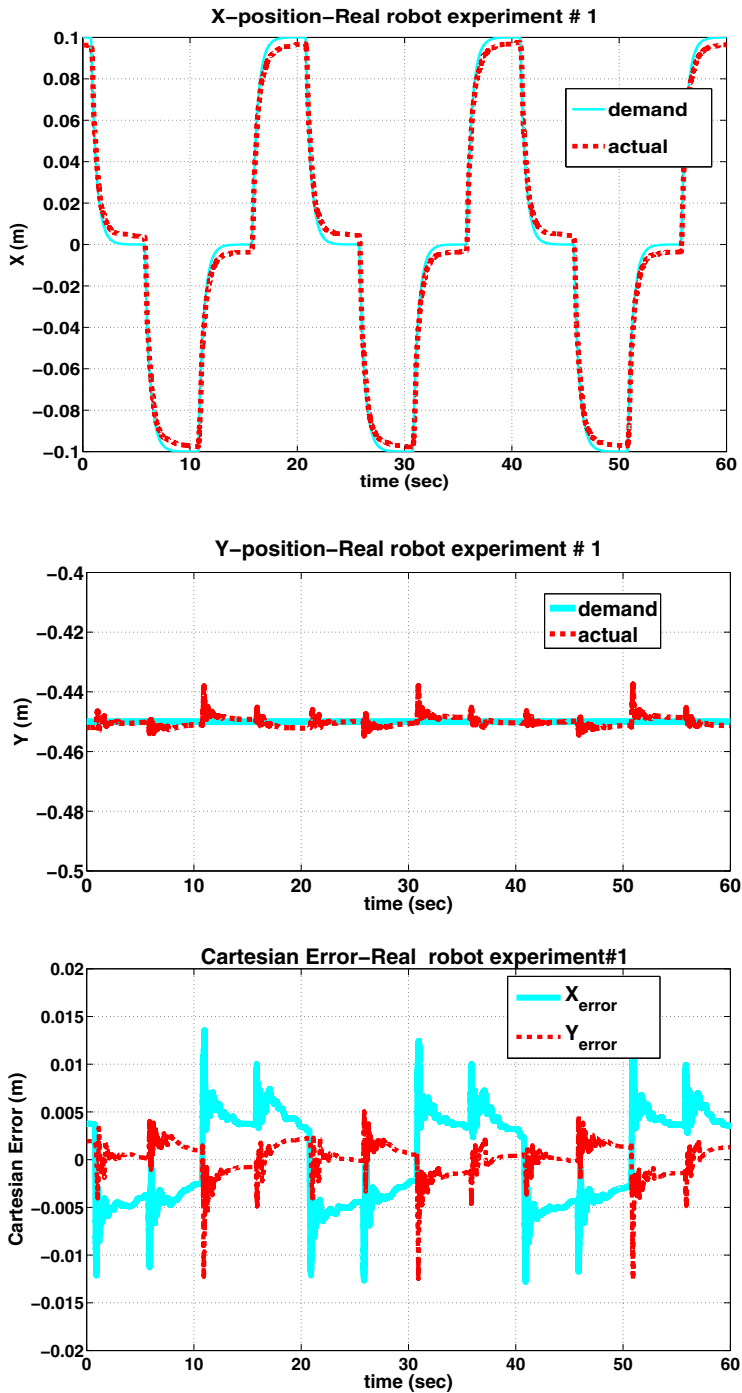 X-position-Real robot experiment # 1
0.1
0.08
0.06
0.04
0.02
0
-0.02
-0.04
-0.06
-0.08
-0.1
X (m)
demand
actual
0 10 20 30 40 50 60
time (sec)
Y-position-Real robot experiment # 1
-0.4
-0.42
-0.44
-0.46
-0.48
-0.5
Y (m)
demand
actual
0 10 20 30 40 50 60
time (sec)
Cartesian Error-Real robot experiment#1
0.02
0.015
0.01
0.005
0
-0.005
-0.01
-0.015
-0.02
Cartesian Error (m)
X_error
Y_error
0 10 20 30 40 50 60
time (sec)